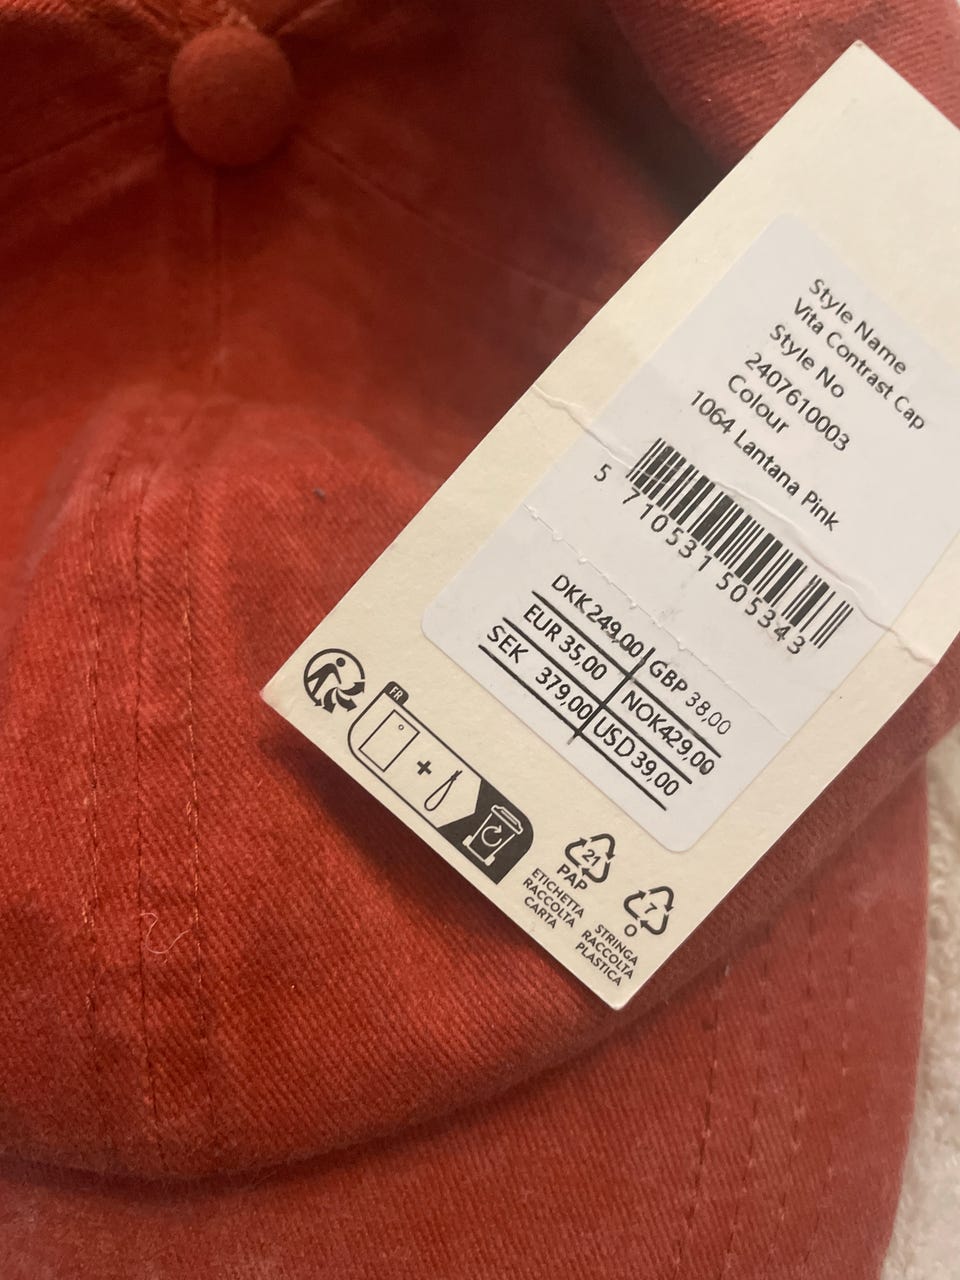 Style Name
Vita Contrast Cap
Style No
2407610003
Colour
1064 Lantana Pink
5 710531 505343
DKK 249,00 GBP 38,00
EUR 35,00 NOK 429,00
SEK 379,00 USD 39,00
FR
+
21
PAP
ETICHETTA
RACCOLTA
CARTA
7
O
STRINGA
RACCOLTA
PLASTICA